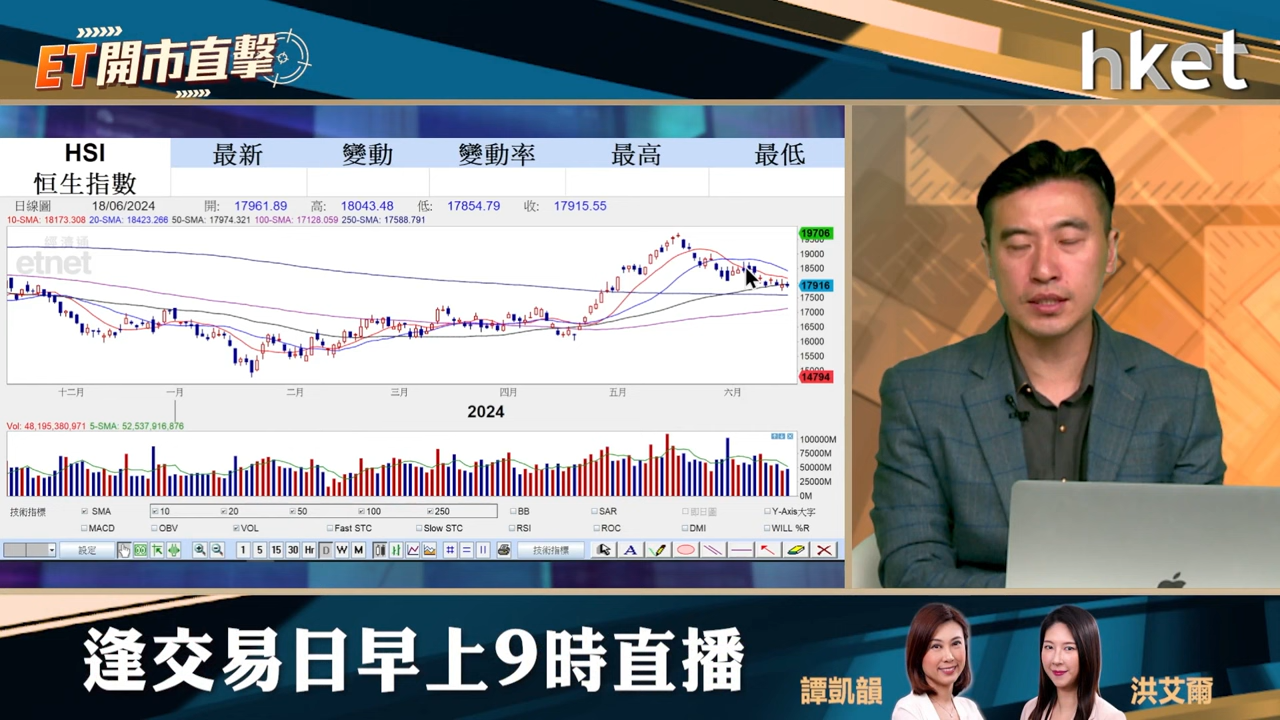 ET開市直擊
hket
HSI 最新 變動 變動率 最高 最低
恒生指數
日線圖 18/06/2024 開: 17961.89 高: 18043.48 低: 17854.79 收: 17915.55
10-SMA: 18173.308 20-SMA: 18423.266 50-SMA: 17974.321 100-SMA: 17128.059 250-SMA: 17588.791
經濟通
etnet
19706
19500
19000
18500
17916
17500
17000
16500
16000
15500
15000
14794
十二月 一月 二月 三月 四月 五月 六月
2024
Vol: 48,195,380,971 5-SMA: 52,537,916,876
100000M
75000M
50000M
25000M
0M
技術指標 SMA 10 20 50 100 250 BB SAR 即日圖 Y-Axis大字
MACD OBV VOL Fast STC Slow STC RSI ROC DMI WILL %R
設定 1 5 15 30 Hr D W M 技術指標 A
逢交易日早上9時直播
譚凱韻 洪艾爾